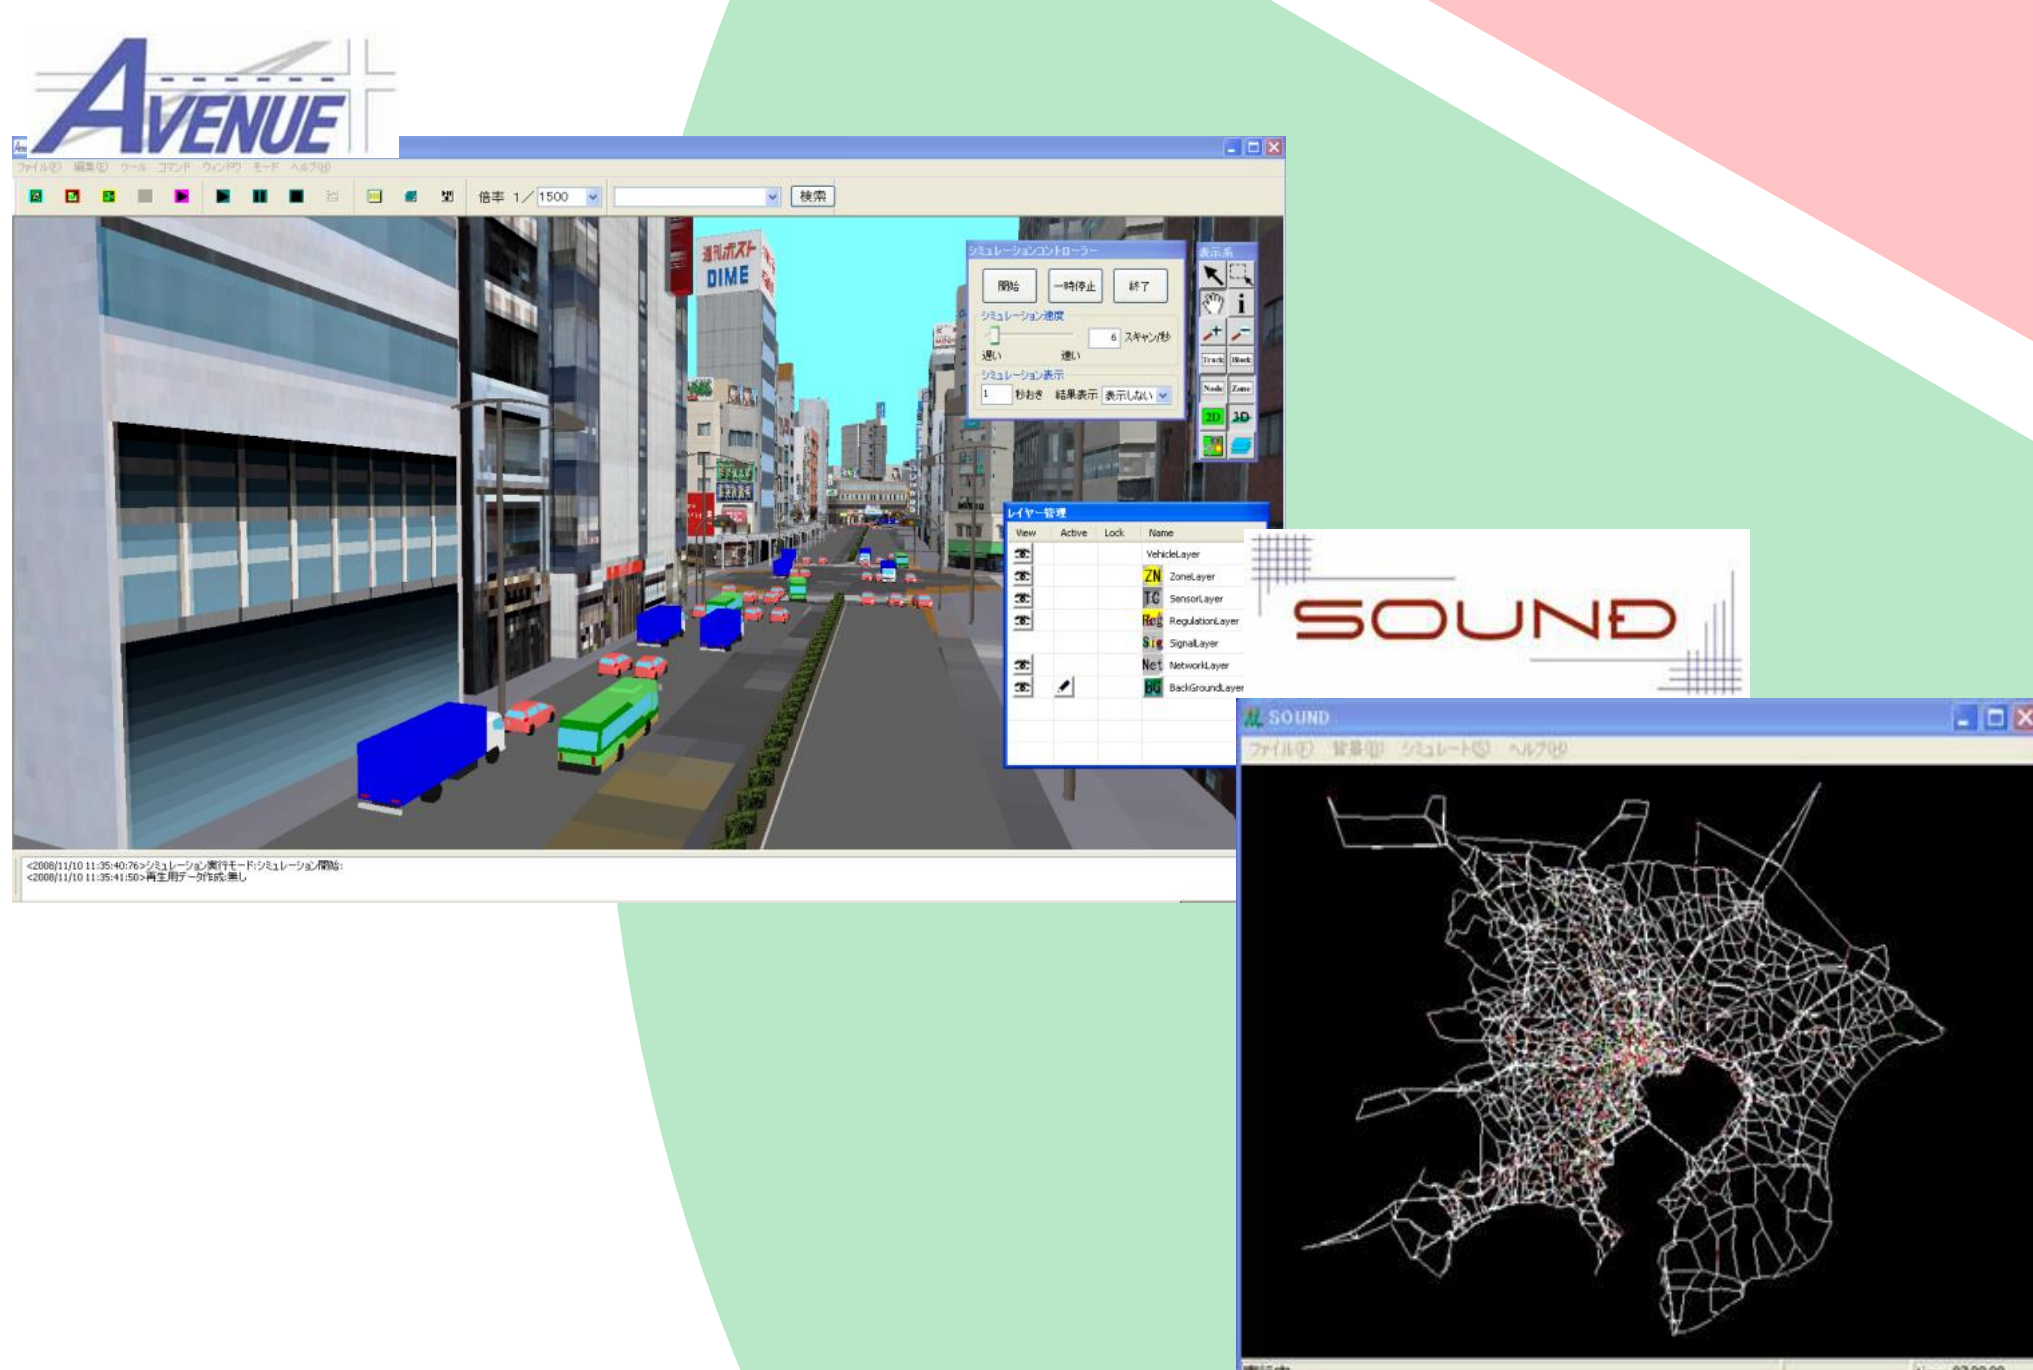 AVENUE
ファイル(F) 編集(E) ツール コマンド ウィンドウ モード ヘルプ(H)
倍率 1／ 1500 検索
週刊ポスト
DIME
シミュレーションコントローラー
開始 一時停止 終了
シミュレーション速度
6 スキャン/秒
遅い 速い
シミュレーション表示
1 秒おき 結果表示 表示しない
表示系
Track Block
Node Zone
2D 3D
レイヤー管理
View Active Lock Name
VehicleLayer
ZN ZoneLayer
TC SensorLayer
Reg RegulationLayer
Sig SignalLayer
Net NetworkLayer
BG BackGroundLayer
<2008/11/10 11:35:40:76>シミュレーション実行モード:シミュレーション開始:
<2008/11/10 11:35:41:50>再生用データ作成:無し
SOUND
SOUND
ファイル(F) 背景(B) シミュレート(S) ヘルプ(H)